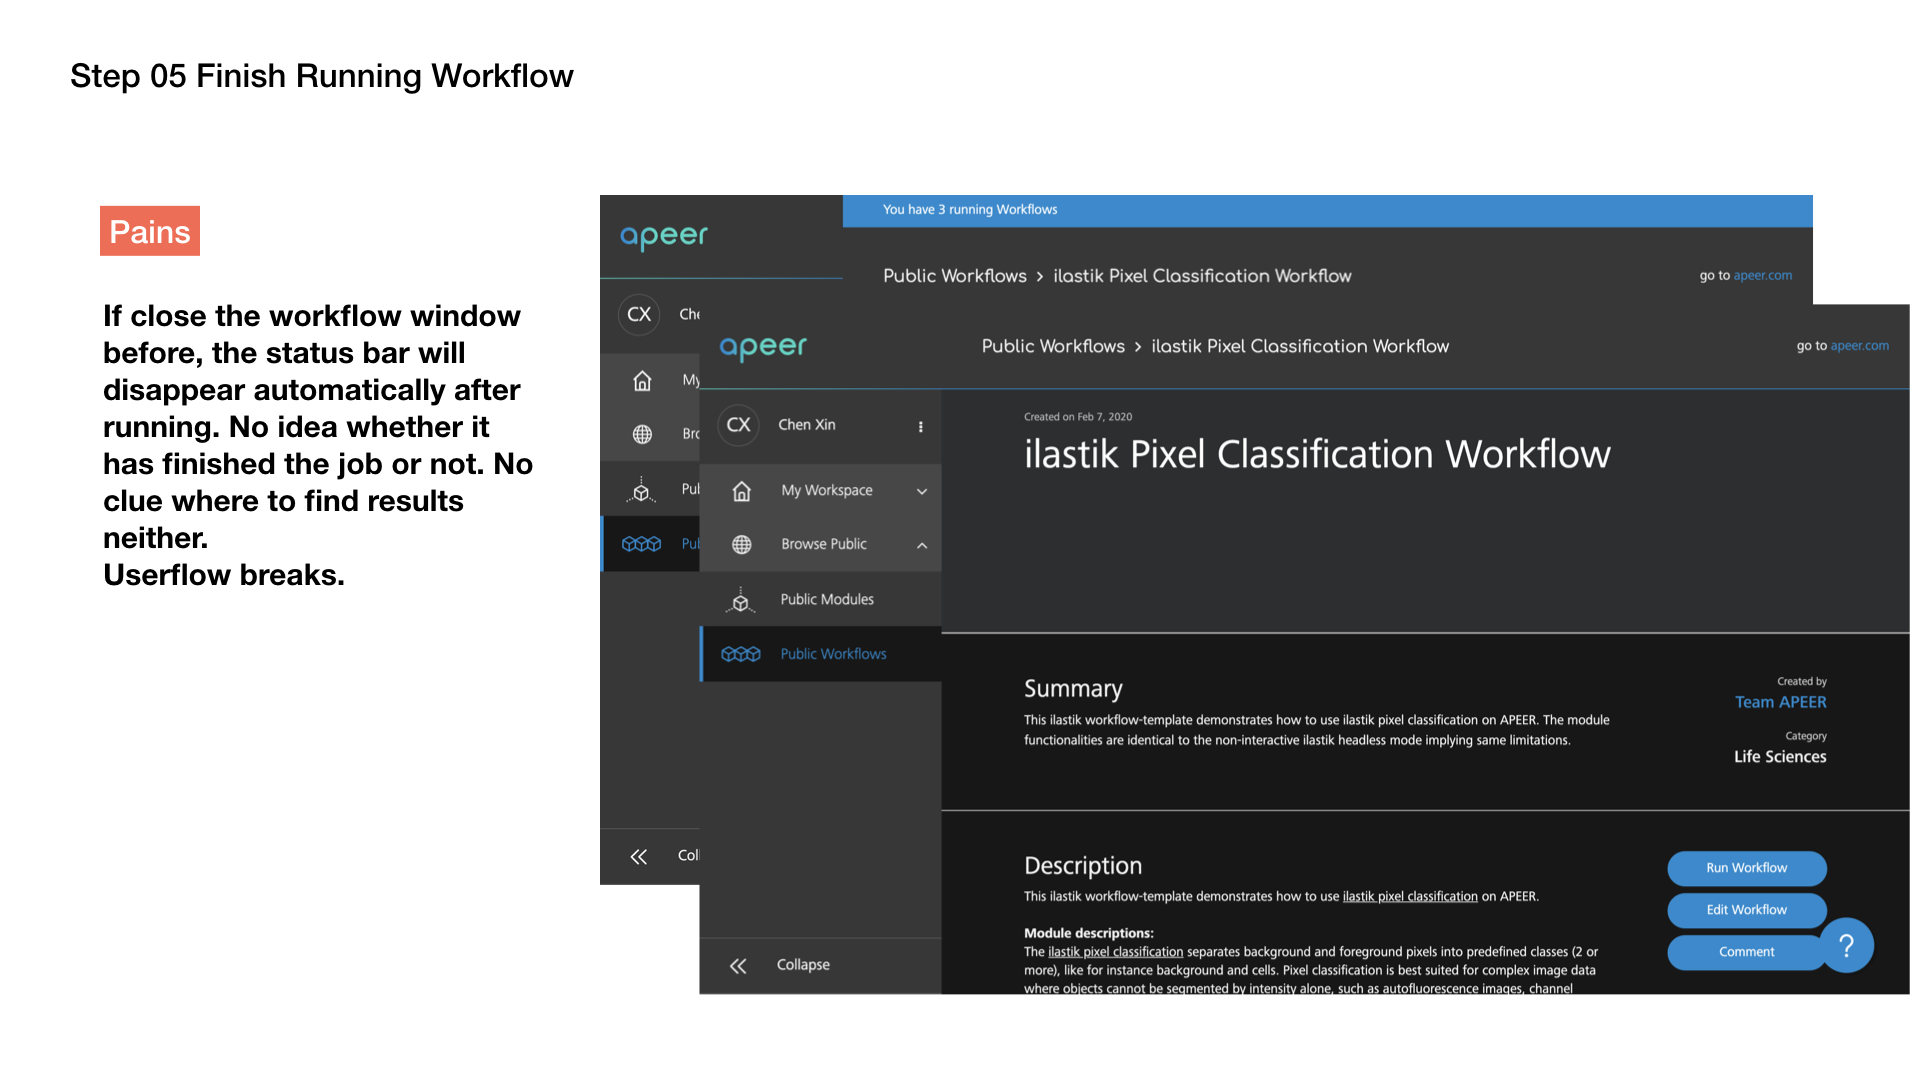 Step 05 Finish Running Workflow
Pains
If close the workflow window
before, the status bar will
disappear automatically after
running. No idea whether it
has finished the job or not. No
clue where to find results
neither.
Userflow breaks.
apeer
You have 3 running Workflows
Public Workflows > ilastik Pixel Classification Workflow
go to apeer.com
CX Che
My
Bro
Pul
Pul
Coll
apeer
Public Workflows > ilastik Pixel Classification Workflow
go to apeer.com
CX Chen Xin
My Workspace
Browse Public
Public Modules
Public Workflows
Collapse
Created on Feb 7, 2020
ilastik Pixel Classification Workflow
Summary
This ilastik workflow-template demonstrates how to use ilastik pixel classification on APEER. The module
functionalities are identical to the non-interactive ilastik headless mode implying same limitations.
Created by
Team APEER
Category
Life Sciences
Description
This ilastik workflow-template demonstrates how to use ilastik pixel classification on APEER.
Module descriptions:
The ilastik pixel classification separates background and foreground pixels into predefined classes (2 or
more), like for instance background and cells. Pixel classification is best suited for complex image data
where objects cannot be segmented by intensity alone, such as autofluorescence images, channel
Run Workflow
Edit Workflow
Comment
?